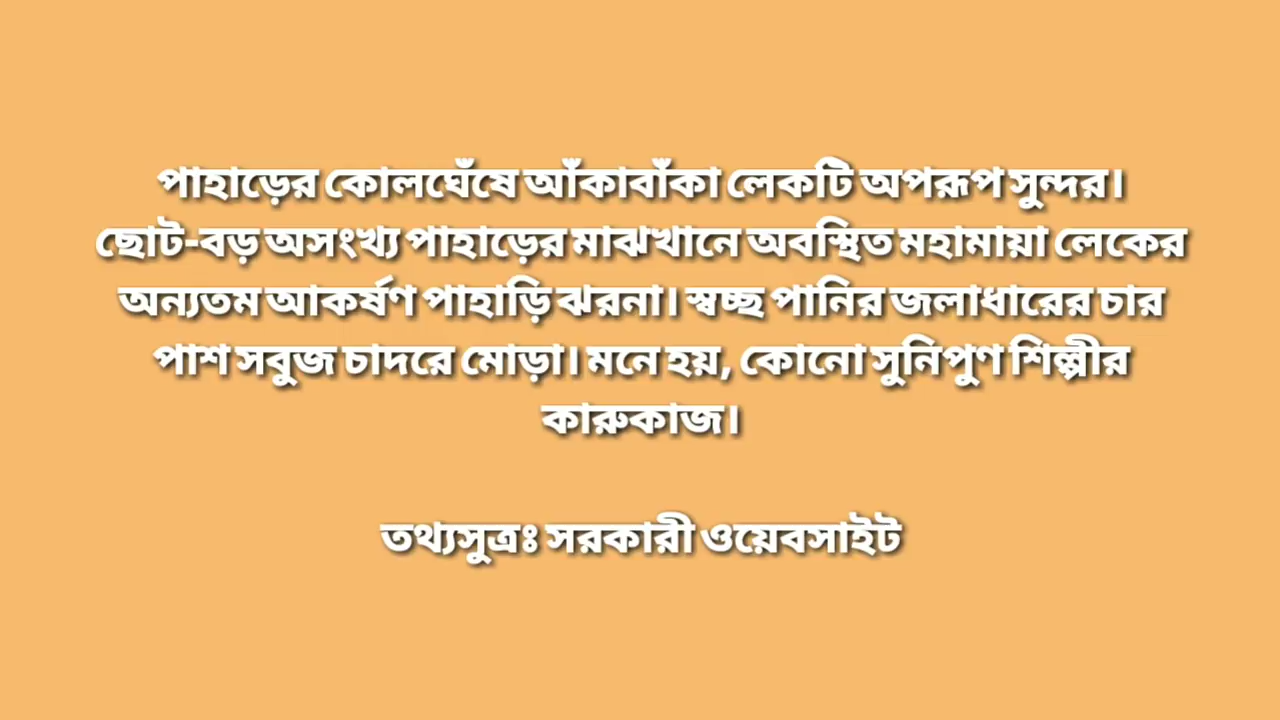 পাহাড়ের কোলঘেঁষে আঁকাবাঁকা লেকটি অপরূপ সুন্দর।
ছোট-বড় অসংখ্য পাহাড়ের মাঝখানে অবস্থিত মহামায়া লেকের
অন্যতম আকর্ষণ পাহাড়ি ঝরনা। স্বচ্ছ পানির জলাধারের চার
পাশ সবুজ চাদরে মোড়া। মনে হয়, কোনো সুনিপুণ শিল্পীর
কারুকাজ।
তথ্যসুত্রঃ সরকারী ওয়েবসাইট